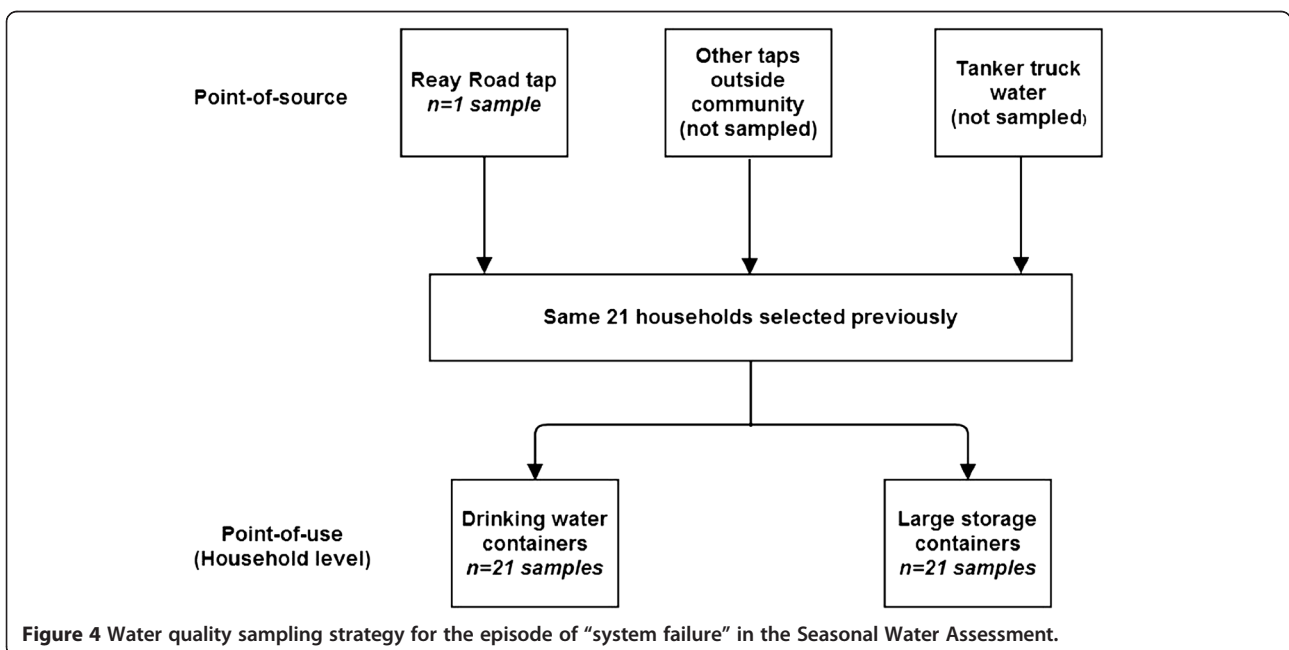 Point-of-source
Reay Road tap
n=1 sample
Other taps
outside
community
(not sampled)
Tanker truck
water
(not sampled)
Same 21 households selected previously
Point-of-use
(Household level)
Drinking water
containers
n=21 samples
Large storage
containers
n=21 samples
Figure 4 Water quality sampling strategy for the episode of “system failure” in the Seasonal Water Assessment.